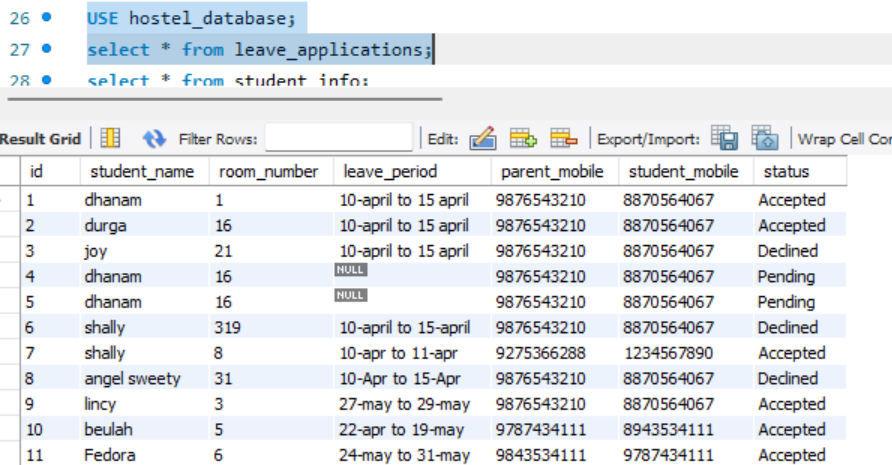 26 USE hostel_database;
27 select * from leave_applications;
28 select * from student_info;
Result Grid Filter Rows: Edit: Export/Import: Wrap Cell Con
id student_name room_number leave_period parent_mobile student_mobile status
1 dhanam 1 10-april to 15 april 9876543210 8870564067 Accepted
2 durga 16 10-april to 15 april 9876543210 8870564067 Accepted
3 joy 21 10-april to 15 april 9876543210 8870564067 Declined
4 dhanam 16 NULL 9876543210 8870564067 Pending
5 dhanam 16 NULL 9876543210 8870564067 Pending
6 shally 319 10-april to 15-april 9876543210 8870564067 Declined
7 shally 8 10-apr to 11-apr 9275366288 1234567890 Accepted
8 angel sweety 31 10-Apr to 15-Apr 9876543210 8870564067 Declined
9 lincy 3 27-may to 29-may 9876543210 8870564067 Accepted
10 beulah 5 22-apr to 19-may 9787434111 8943534111 Accepted
11 Fedora 6 24-may to 31-may 9843534111 9787434111 Accepted